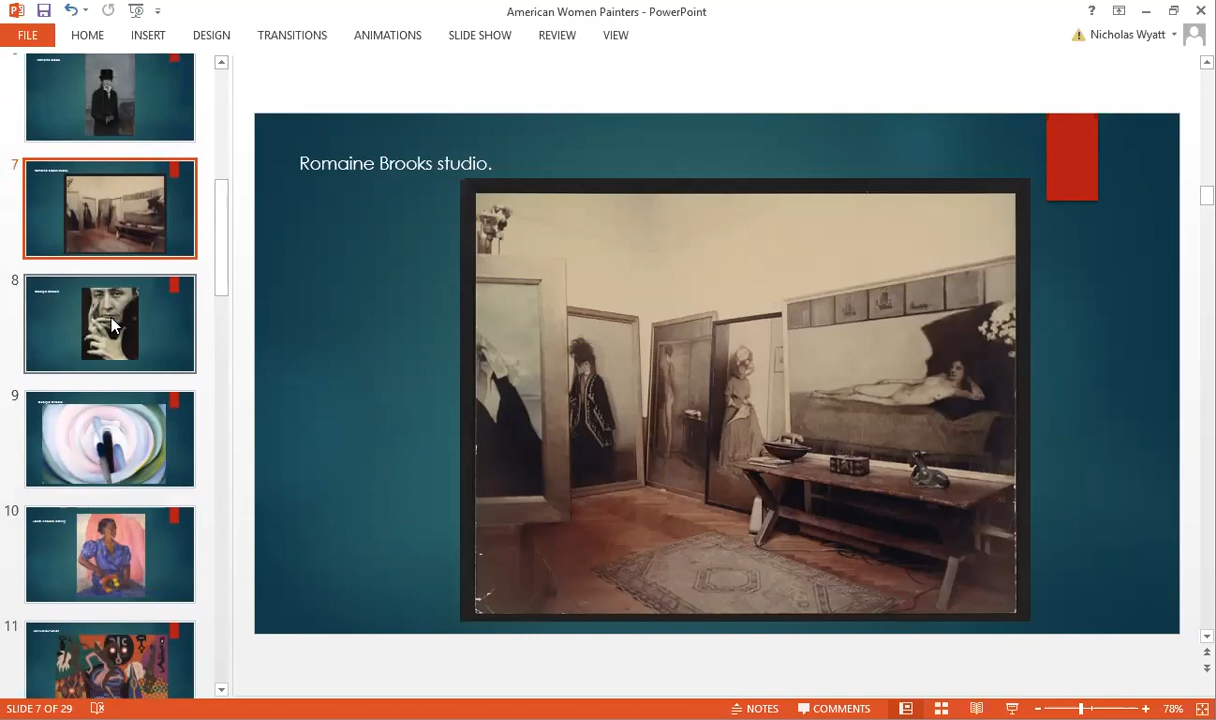 American Women Painters - PowerPoint
?
FILE
HOME
INSERT
DESIGN
TRANSITIONS
ANIMATIONS
SLIDE SHOW
REVIEW
VIEW
Nicholas Wyatt
7
8
9
10
11
Romaine Brooks studio.
SLIDE 7 OF 29
NOTES
COMMENTS
78%